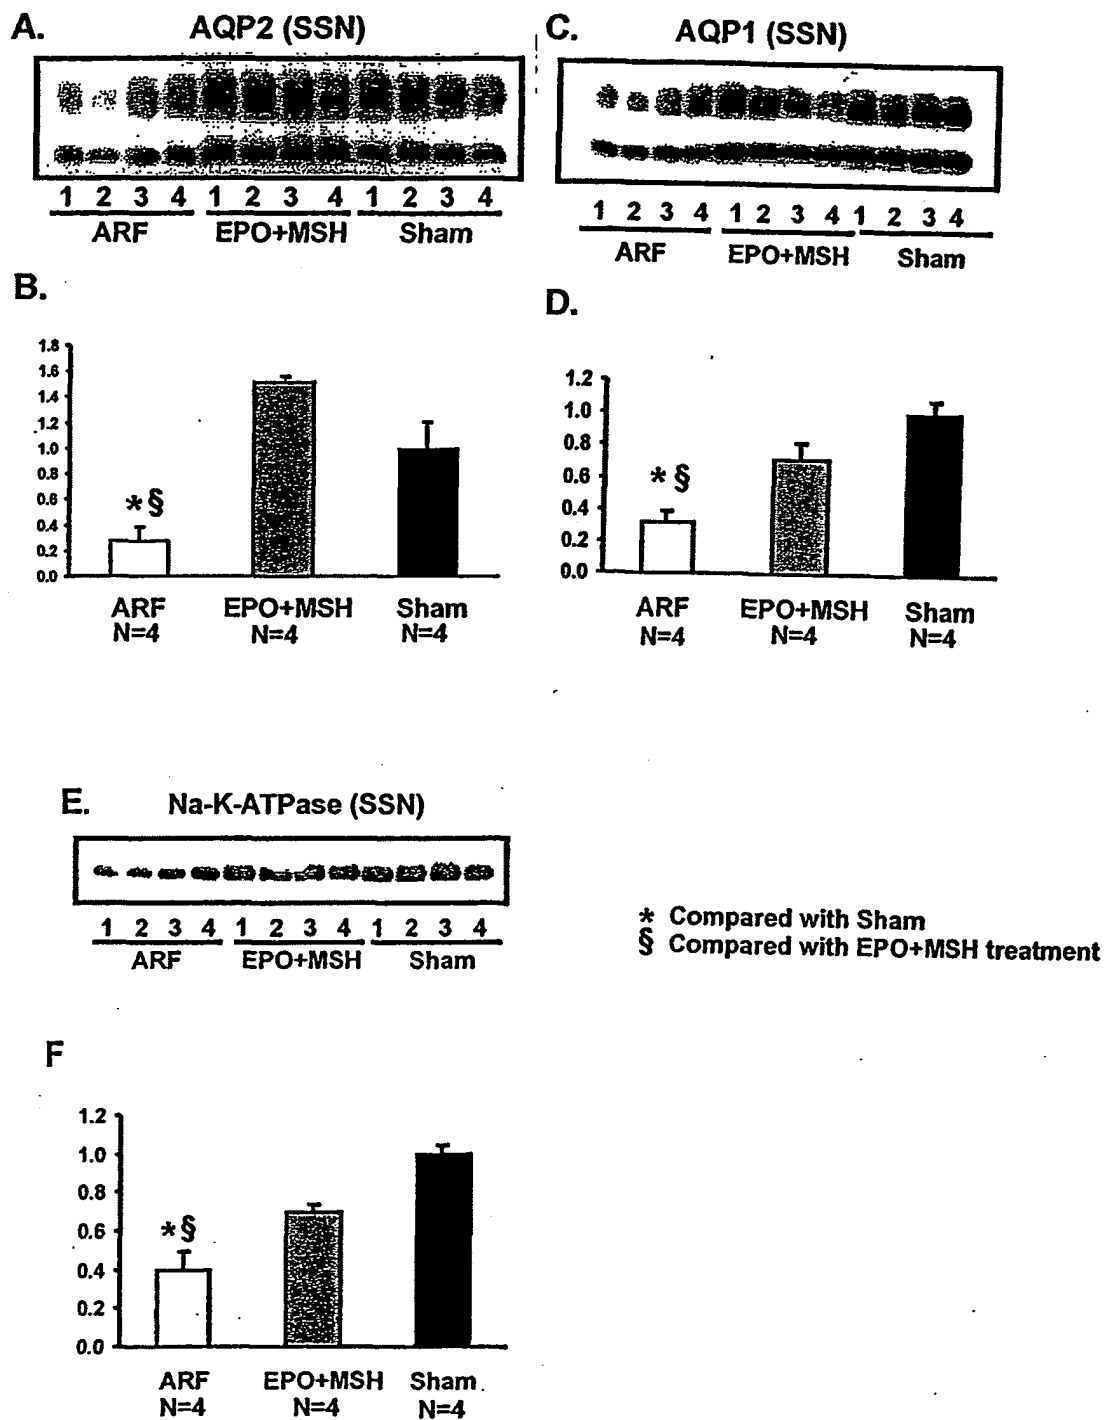 A.
AQP2 (SSN)
1 2 3 4 1 2 3 4 1 2 3 4
ARF EPO+MSH Sham
B.
1.8
1.6
1.4
1.2
1.0
0.8
0.6
0.4
0.2
0.0
* §
ARF EPO+MSH Sham
N=4 N=4 N=4
C.
AQP1 (SSN)
1 2 3 4 1 2 3 4 1 2 3 4
ARF EPO+MSH Sham
D.
1.2
1.0
0.8
0.6
0.4
0.2
0.0
* §
ARF EPO+MSH Sham
N=4 N=4 N=4
E.
Na-K-ATPase (SSN)
1 2 3 4 1 2 3 4 1 2 3 4
ARF EPO+MSH Sham
* Compared with Sham
§ Compared with EPO+MSH treatment
F
1.2
1.0
0.8
0.6
0.4
0.2
0.0
* §
ARF EPO+MSH Sham
N=4 N=4 N=4